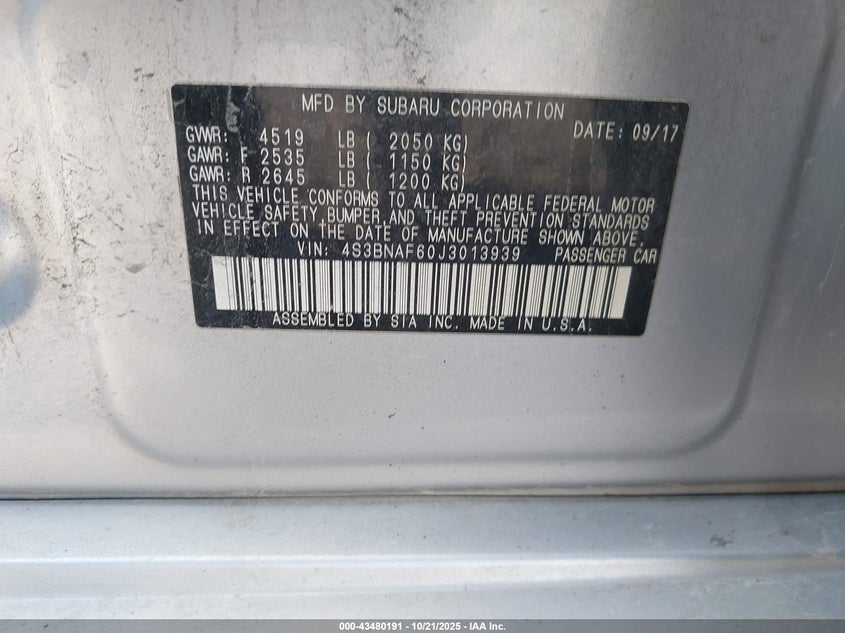 MFD BY SUBARU CORPORATION
GVWR: 4519 LB ( 2050 KG) DATE: 09/17
GAWR: F 2535 LB ( 1150 KG)
GAWR: R 2645 LB ( 1200 KG)
THIS VEHICLE CONFORMS TO ALL APPLICABLE FEDERAL MOTOR
VEHICLE SAFETY, BUMPER, AND THEFT PREVENTION STANDARDS
IN EFFECT ON THE DATE OF MANUFACTURE SHOWN ABOVE.
VIN: 4S3BNAF60J3013939 PASSENGER CAR
ASSEMBLED BY SIA INC. MADE IN U.S.A.
000-43480191 - 10/21/2025 - IAA Inc.